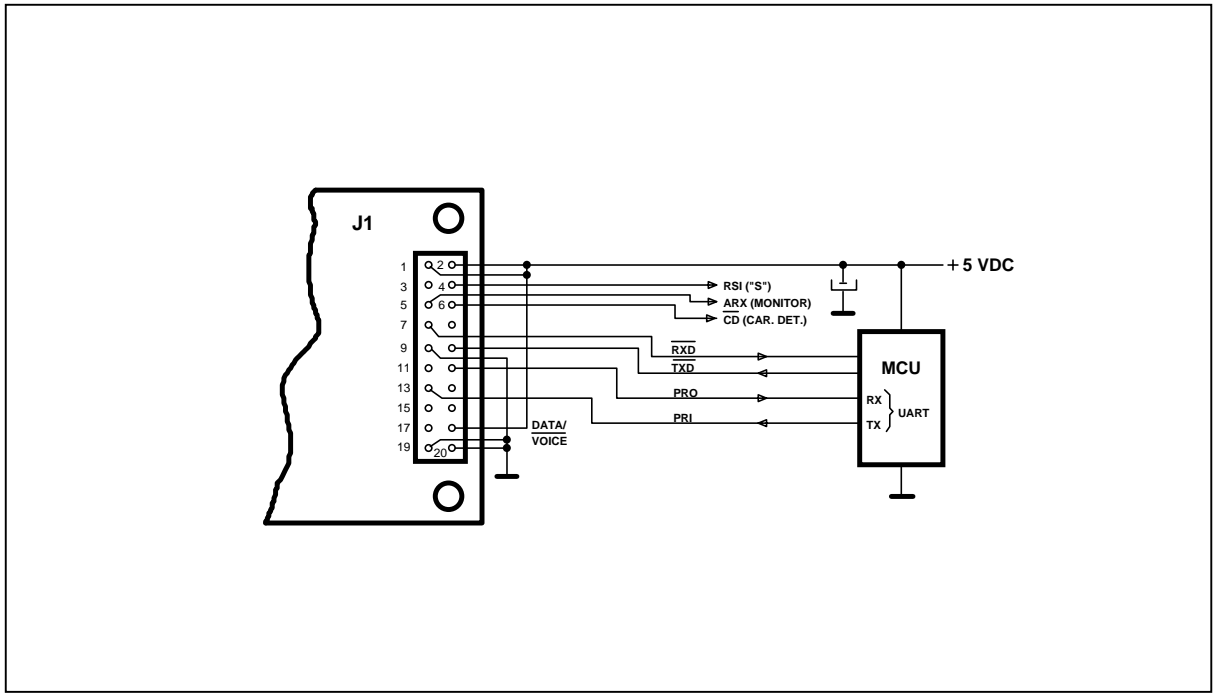 J1
1 2
3 4
5 6
7
9
11
13
15
17
19 20
+ 5 VDC
RSI ("S")
ARX (MONITOR)
CD (CAR. DET.)
RXD
TXD
PRO
PRI
DATA/
VOICE
MCU
RX
UART
TX